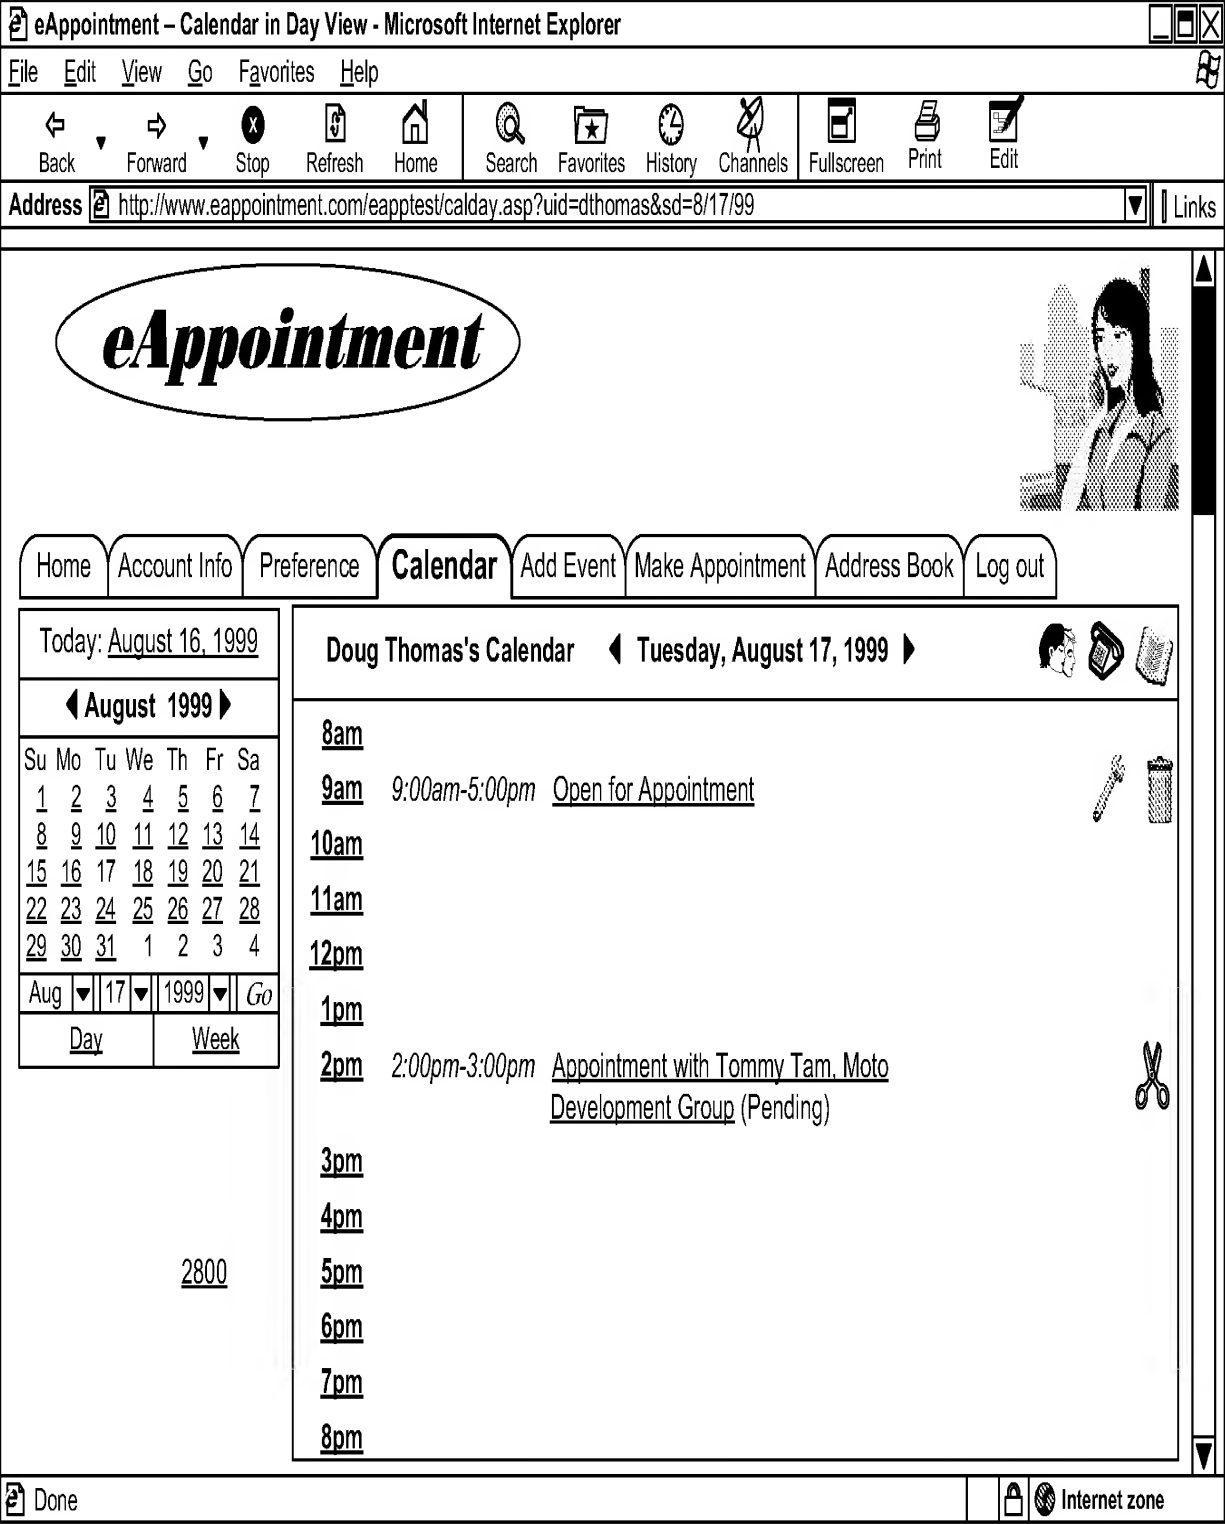 eAppointment – Calendar in Day View - Microsoft Internet Explorer
File Edit View Go Favorites Help
Back Forward Stop Refresh Home Search Favorites History Channels Fullscreen Print Edit
Address http://www.eappointment.com/eapptest/calday.asp?uid=dthomas&sd=8/17/99 Links
eAppointment
Home Account Info Preference Calendar Add Event Make Appointment Address Book Log out
Today: August 16, 1999
August 1999
Su Mo Tu We Th Fr Sa
1 2 3 4 5 6 7
8 9 10 11 12 13 14
15 16 17 18 19 20 21
22 23 24 25 26 27 28
29 30 31 1 2 3 4
Aug 17 1999 Go
Day Week
2800
Doug Thomas's Calendar Tuesday, August 17, 1999
8am
9am 9:00am-5:00pm Open for Appointment
10am
11am
12pm
1pm
2pm 2:00pm-3:00pm Appointment with Tommy Tam, Moto
Development Group (Pending)
3pm
4pm
5pm
6pm
7pm
8pm
Done Internet zone